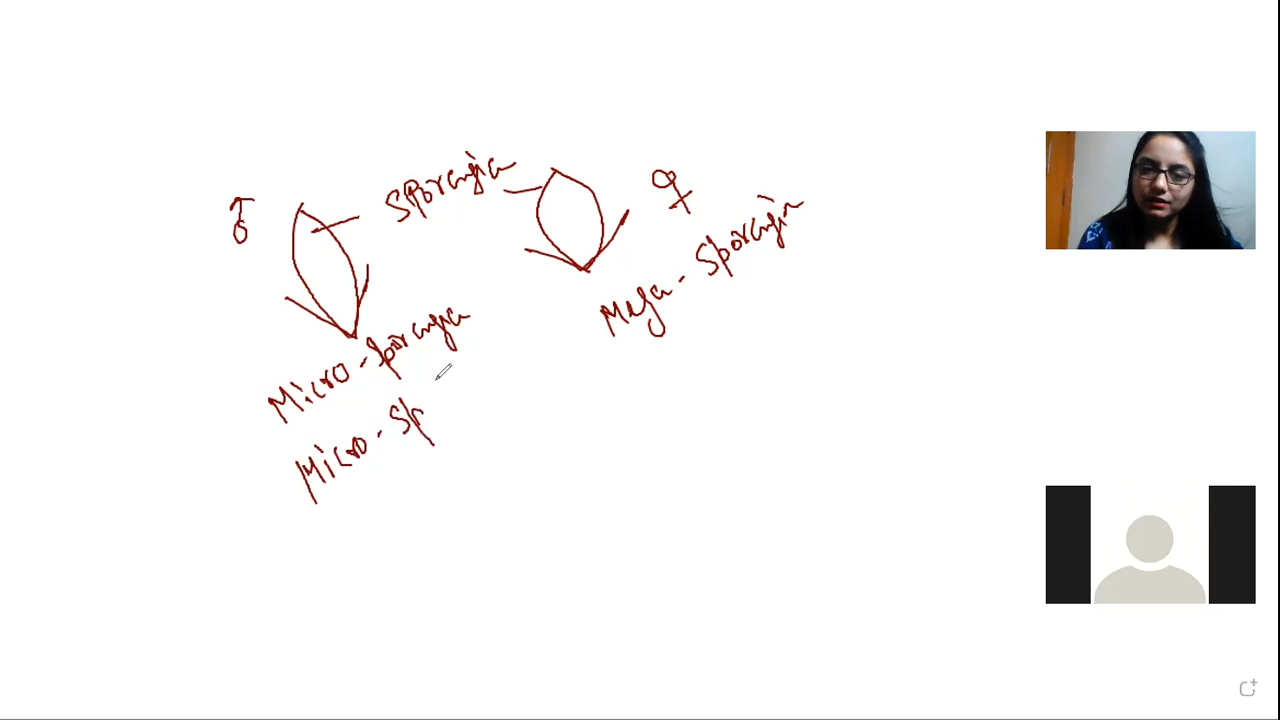 ♂ Sporangia ♀
Mega - Sporangia
Micro - Sporangia
Micro - Sp